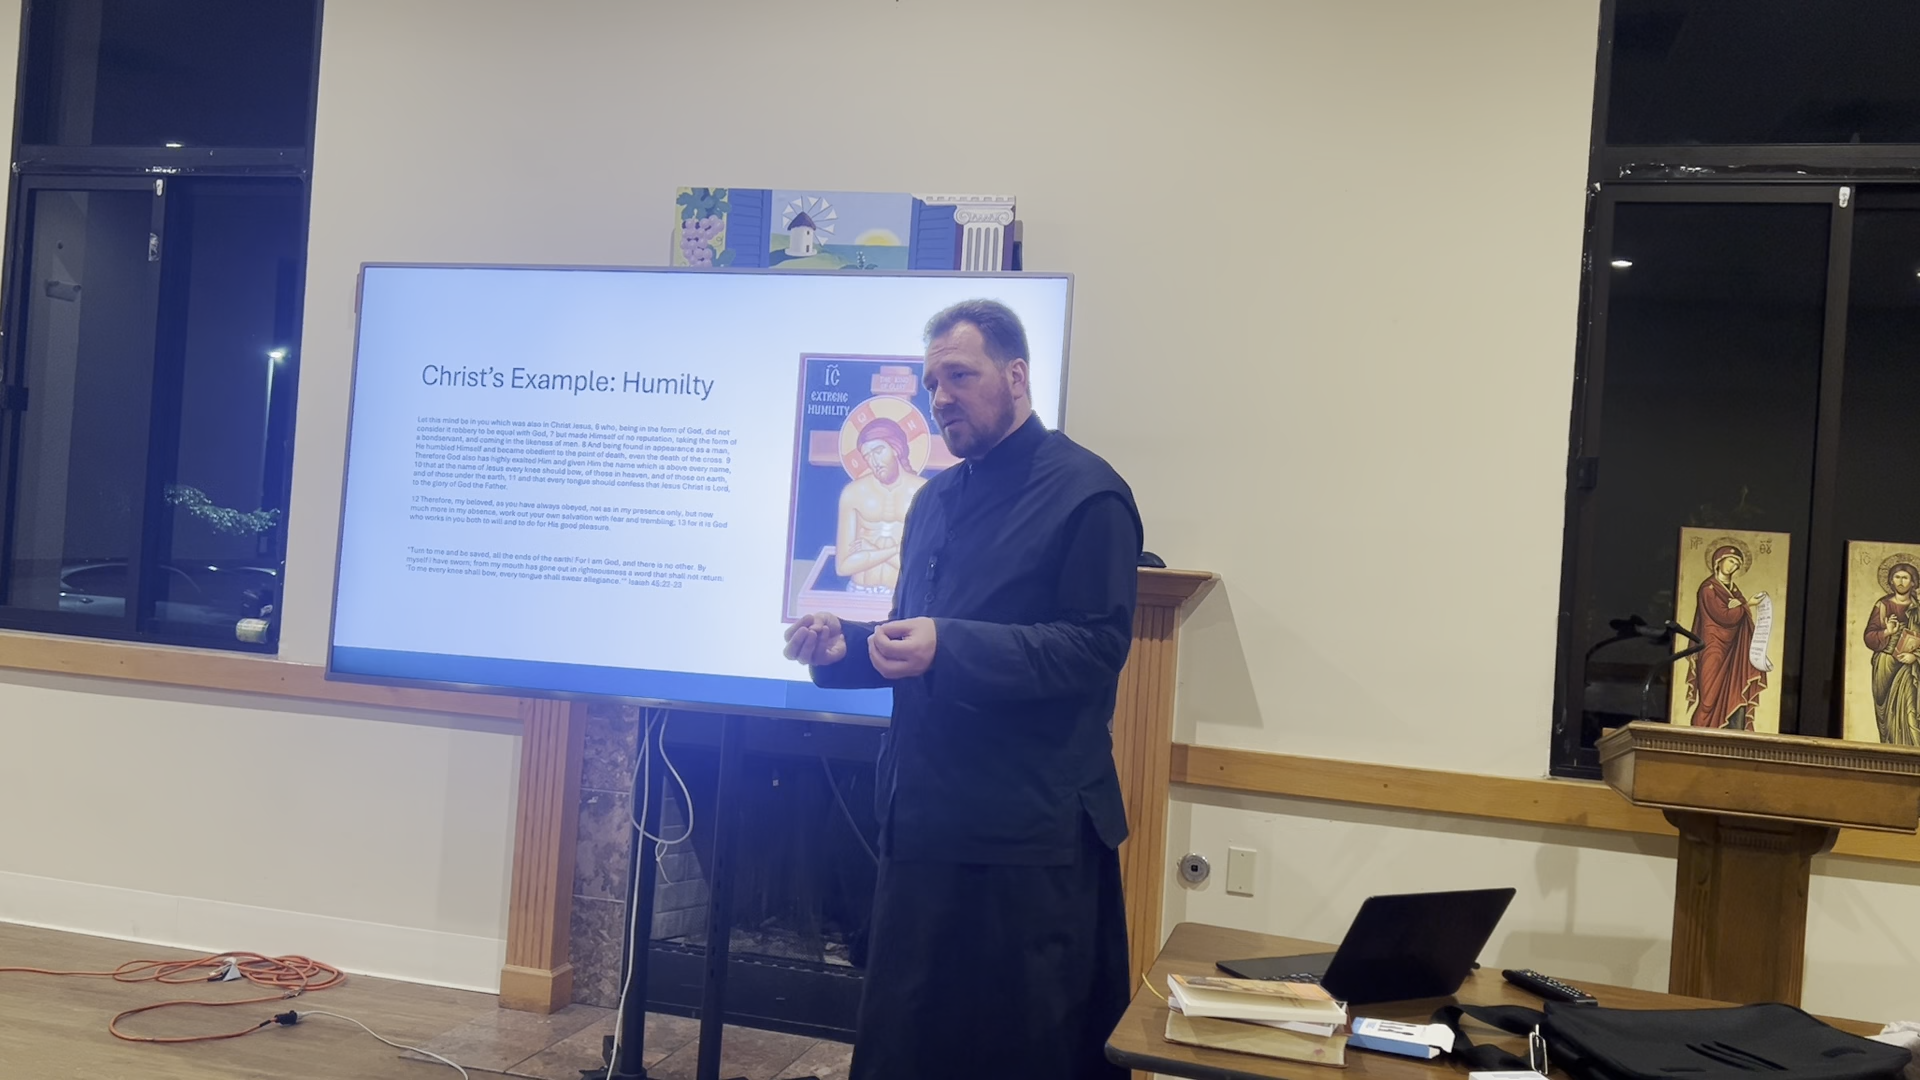 Christ's Example: Humilty
Let this mind be in you which was also in Christ Jesus, 6 who, being in the form of God, did not
consider it robbery to be equal with God, 7 but made Himself of no reputation, taking the form of
a bondservant, and coming in the likeness of men. 8 And being found in appearance as a man,
He humbled Himself and became obedient to the point of death, even the death of the cross. 9
Therefore God also has highly exalted Him and given Him the name which is above every name,
10 that at the name of Jesus every knee should bow, of those in heaven, and of those on earth,
and of those under the earth, 11 and that every tongue should confess that Jesus Christ is Lord,
to the glory of God the Father.
12 Therefore, my beloved, as you have always obeyed, not as in my presence only, but now
much more in my absence, work out your own salvation with fear and trembling; 13 for it is God
who works in you both to will and to do for His good pleasure.
"Turn to me and be saved, all the ends of the earth! For I am God, and there is no other. By
myself I have sworn; from my mouth has gone out in righteousness a word that shall not return:
'To me every knee shall bow, every tongue shall swear allegiance.'" Isaiah 45:22-23
IC
EXTREME
HUMILITY